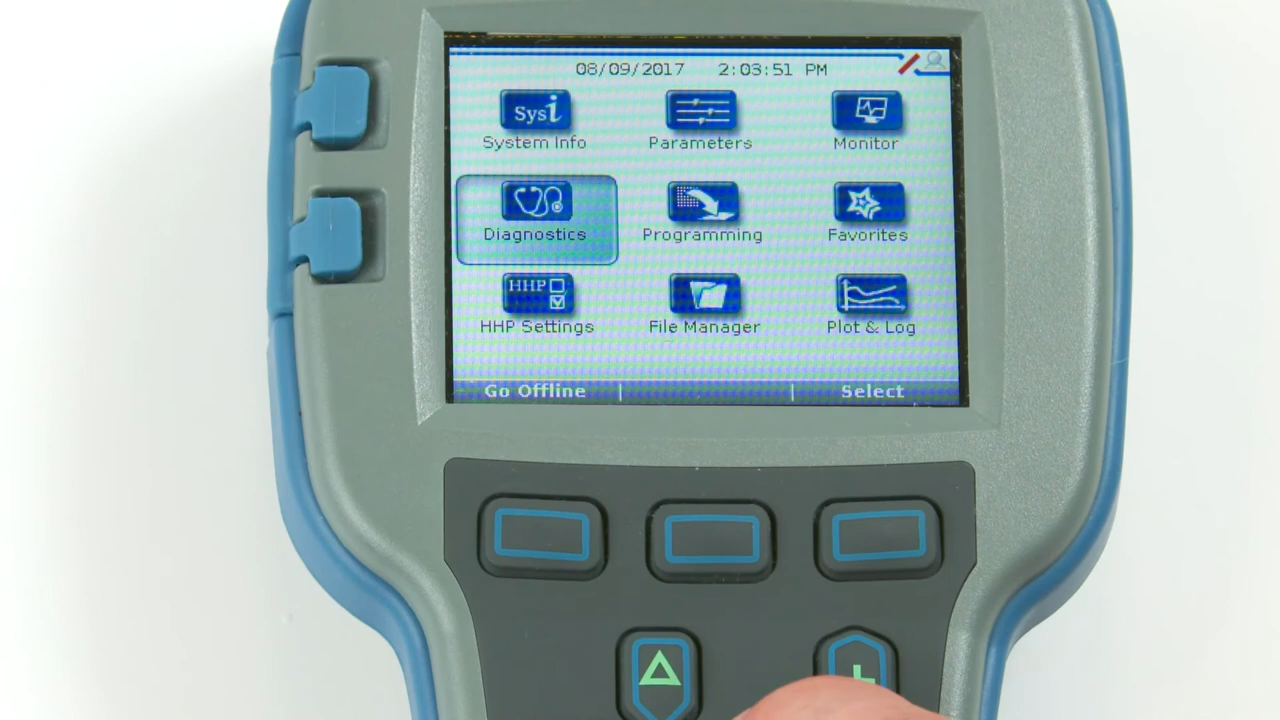 08/09/2017 2:03:51 PM
Sysi
System Info
Parameters
Monitor
Diagnostics
Programming
Favorites
HHP
HHP Settings
File Manager
Plot & Log
Go Offline
Select